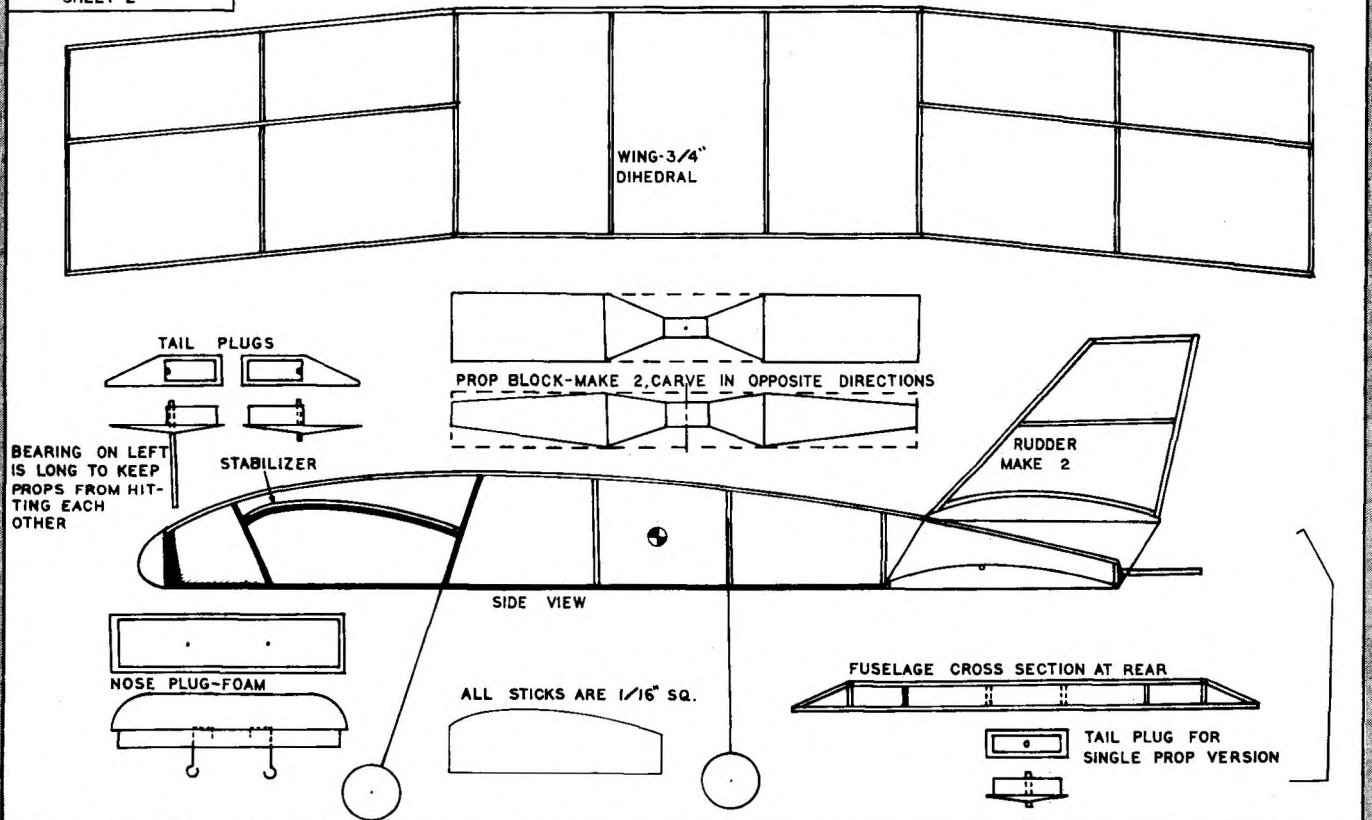 SHEET 2
WING-3/4"
DIHEDRAL
TAIL PLUGS
PROP BLOCK-MAKE 2, CARVE IN OPPOSITE DIRECTIONS
BEARING ON LEFT
IS LONG TO KEEP
PROPS FROM HIT-
TING EACH
OTHER
STABILIZER
RUDDER
MAKE 2
SIDE VIEW
NOSE PLUG-FOAM
ALL STICKS ARE 1/16" SQ.
FUSELAGE CROSS SECTION AT REAR
TAIL PLUG FOR
SINGLE PROP VERSION